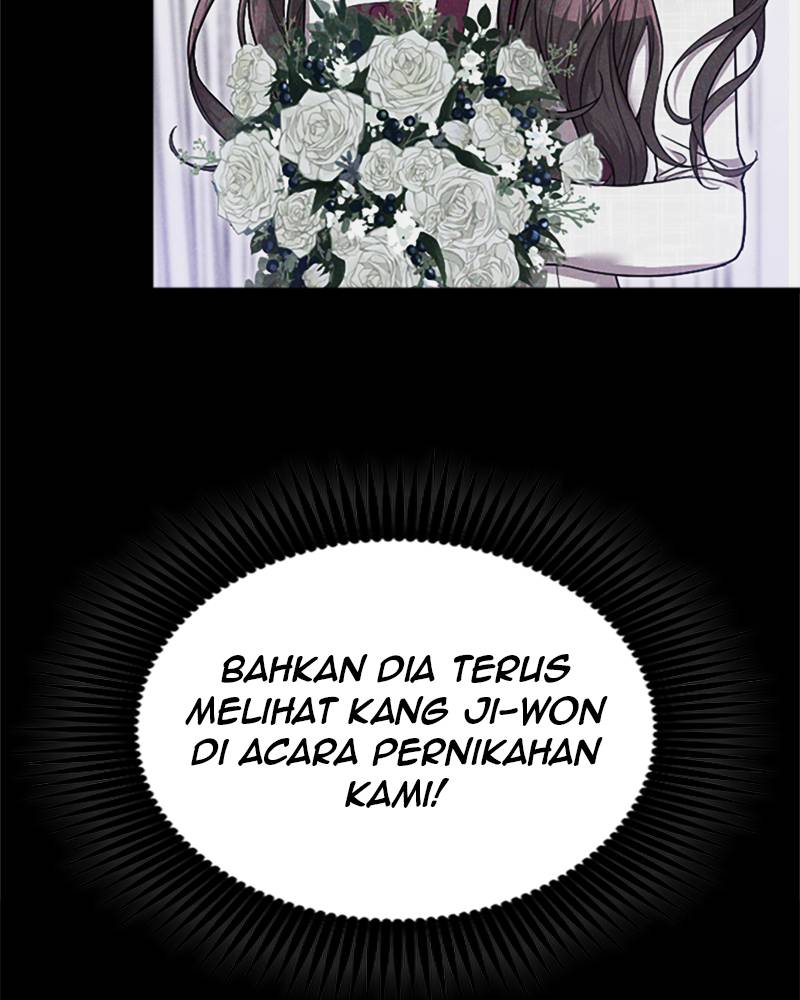 BAHKAN DIA TERUS
MELIHAT KANG JI-WON
DI ACARA PERNIKAHAN
KAMI!